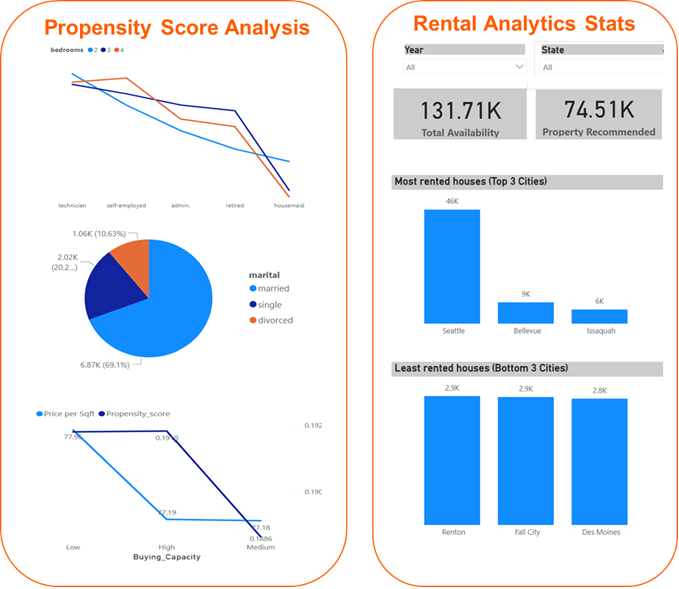 Propensity Score Analysis
bedrooms 2 3 4
technician self-employed admin. retired housemaid
1.06K (10.63%)
2.02K
(20.2...)
6.87K (69.1%)
marital
married
single
divorced
Price per Sqft Propensity_score
0.192
0.190
77.19
77.18
0.1886
Low High Medium
Buying_Capacity
Rental Analytics Stats
Year State
All All
131.71K 74.51K
Total Availability Property Recommended
Most rented houses (Top 3 Cities)
46K
9K
6K
Seattle Bellevue Issaquah
Least rented houses (Bottom 3 Cities)
2.9K 2.9K 2.8K
Renton Fall City Des Moines